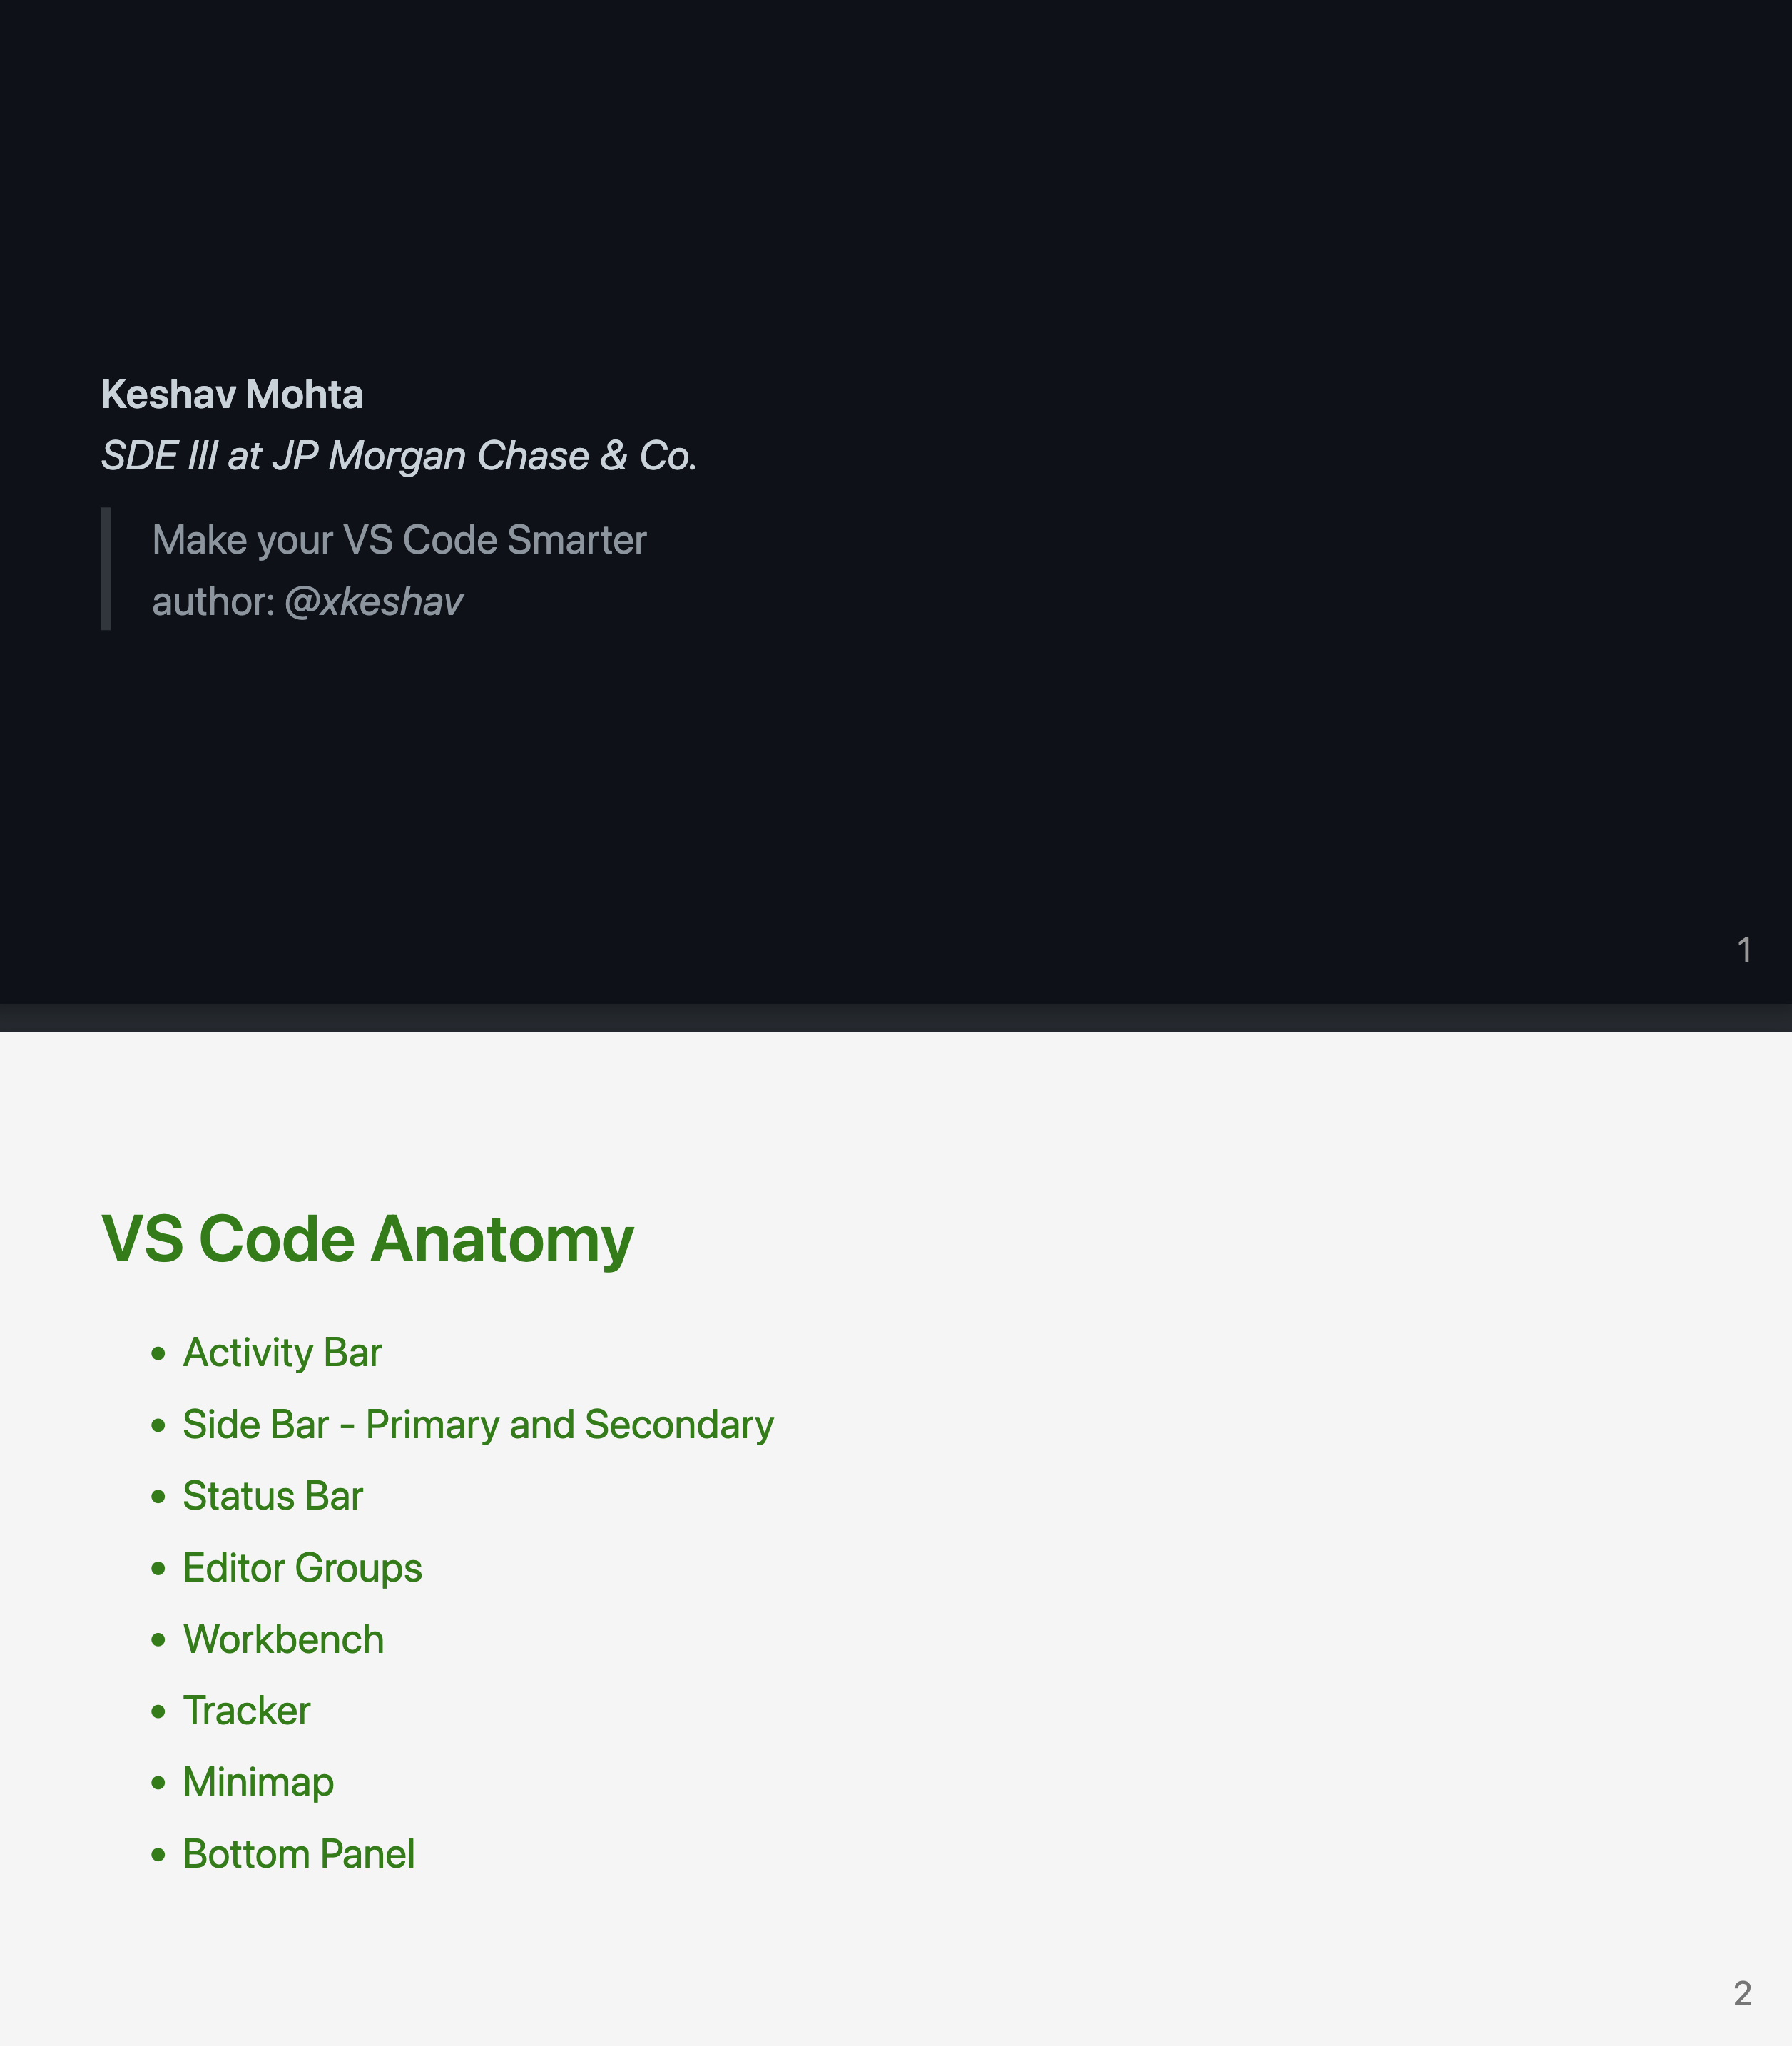 Keshav Mohta
SDE III at JP Morgan Chase & Co.
Make your VS Code Smarter
author: @xkeshav
1
VS Code Anatomy
• Activity Bar
• Side Bar - Primary and Secondary
• Status Bar
• Editor Groups
• Workbench
• Tracker
• Minimap
• Bottom Panel
2